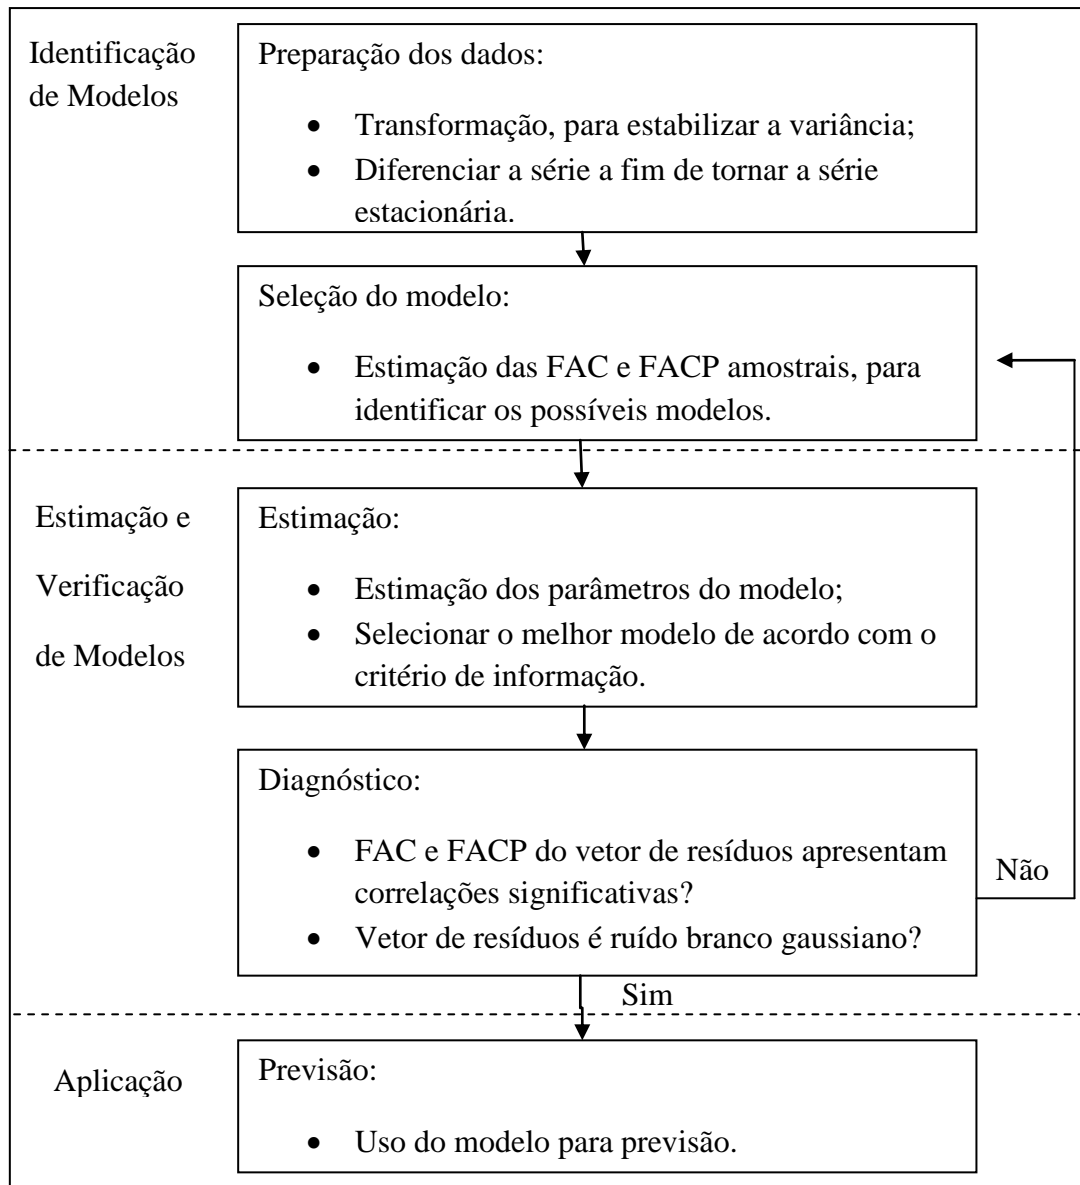 Identificação
de Modelos
Preparação dos dados:
• Transformação, para estabilizar a variância;
• Diferenciar a série a fim de tornar a série
estacionária.
Seleção do modelo:
• Estimação das FAC e FACP amostrais, para
identificar os possíveis modelos.
Estimação e
Verificação
de Modelos
Estimação:
• Estimação dos parâmetros do modelo;
• Selecionar o melhor modelo de acordo com o
critério de informação.
Diagnóstico:
• FAC e FACP do vetor de resíduos apresentam
correlações significativas?
• Vetor de resíduos é ruído branco gaussiano?
Não
Sim
Aplicação
Previsão:
• Uso do modelo para previsão.